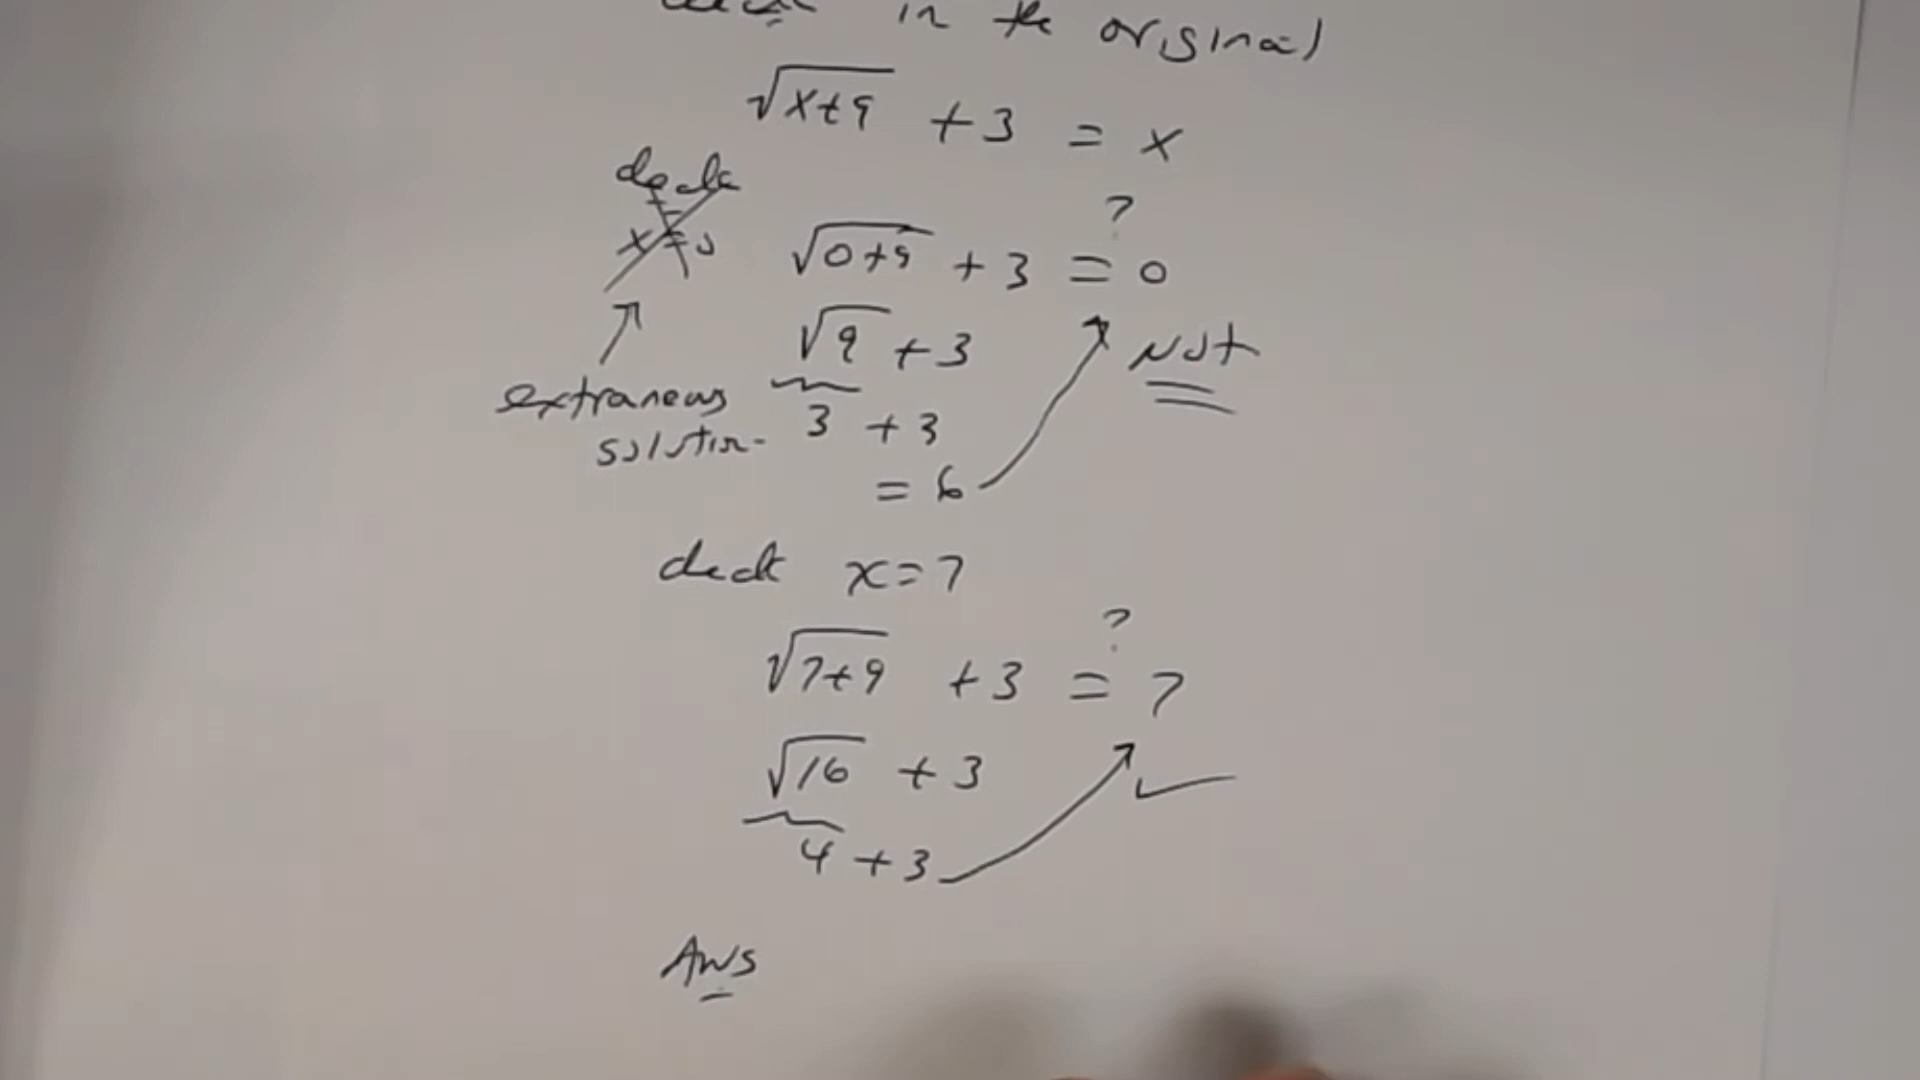 in the original
√x+9 + 3 = x
check
x=0
?
√0+9 + 3 = 0
√9 + 3
Not
extraneous
solution
3 + 3
= 6
check x=7
?
√7+9 + 3 = 7
√16 + 3
4 + 3
Ans